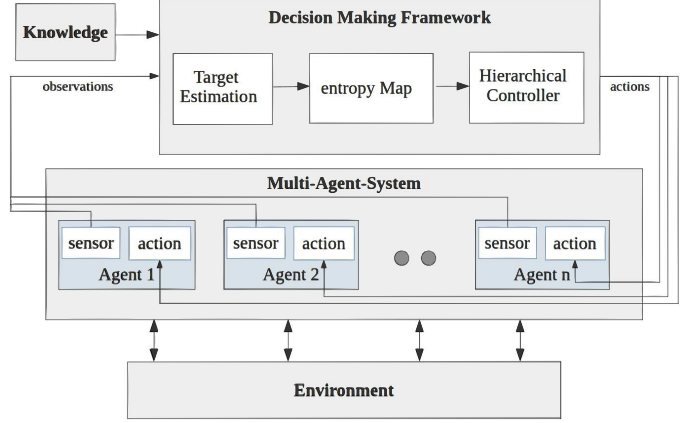 Decision Making Framework
Knowledge
Target
Estimation
entropy Map
Hierarchical
Controller
observations
actions
Multi-Agent-System
sensor
action
Agent 1
sensor
action
Agent 2
sensor
action
Agent n
Environment